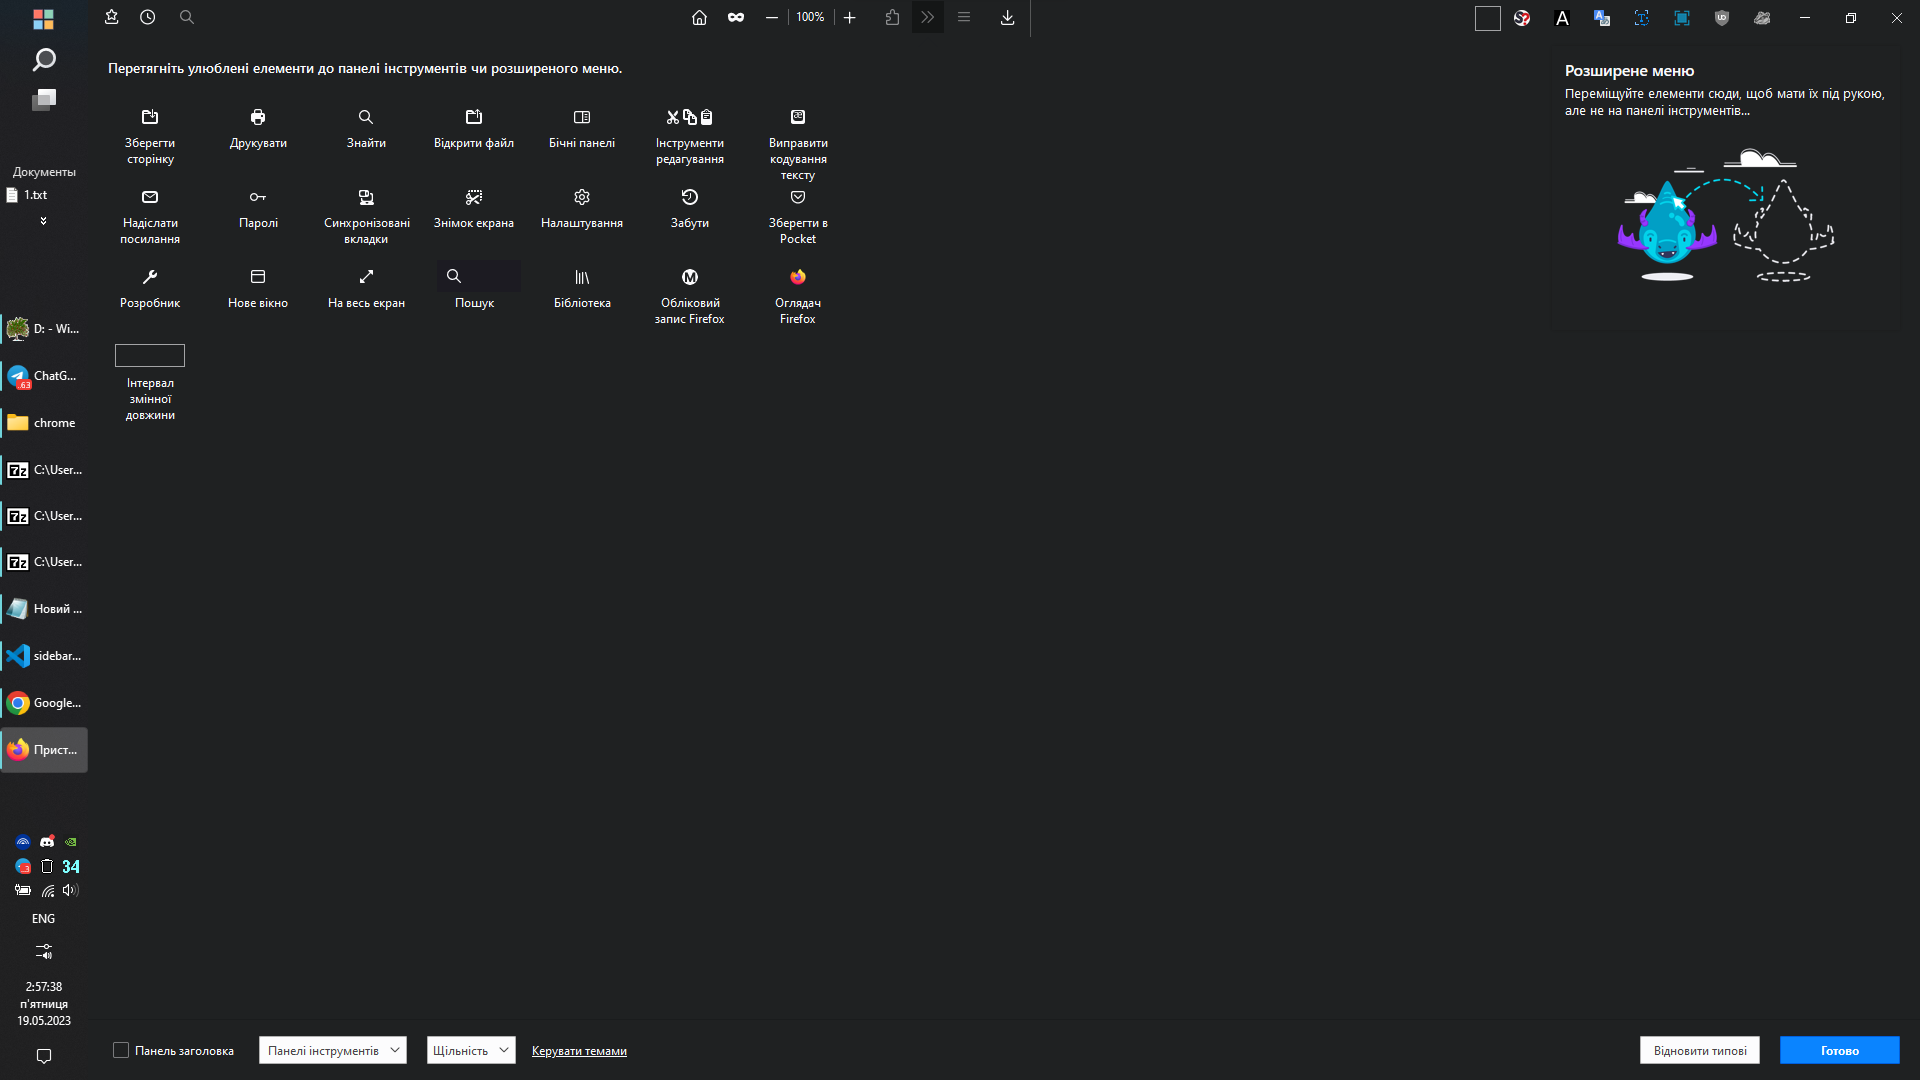 100%
Перетягніть улюблені елементи до панелі інструментів чи розширеного меню.
Розширене меню
Переміщуйте елементи сюди, щоб мати їх під рукою,
але не на панелі інструментів...
Зберегти
сторінку
Друкувати
Знайти
Відкрити файл
Бічні панелі
Інструменти
редагування
Виправити
кодування
тексту
Надіслати
посилання
Паролі
Синхронізовані
вкладки
Знімок екрана
Налаштування
Забути
Зберегти в
Pocket
Розробник
Нове вікно
На весь екран
Пошук
Бібліотека
Обліковий
запис Firefox
Оглядач
Firefox
Інтервал
змінної
довжини
Документы
1.txt
D: - Wi...
ChatG...
chrome
C:\User...
C:\User...
C:\User...
Новий ...
sidebar...
Google...
Прист...
34
ENG
2:57:38
п'ятниця
19.05.2023
Панель заголовка
Панелі інструментів
Щільність
Керувати темами
Відновити типові
Готово